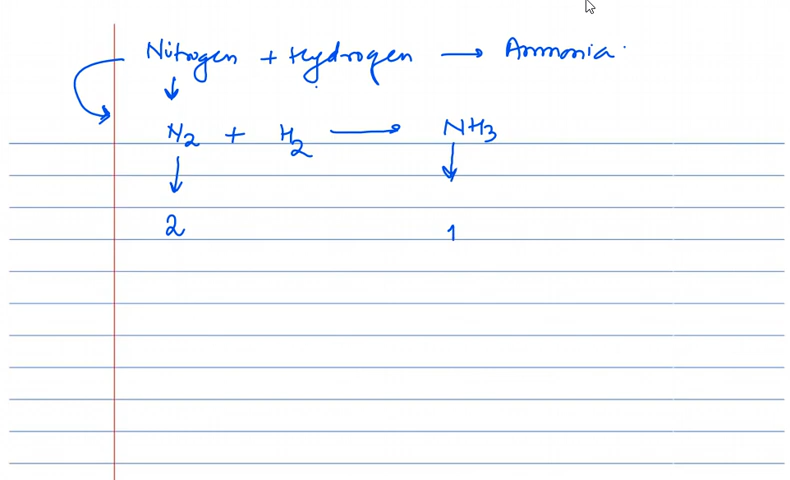 Nitrogen + Hydrogen → Ammonia
N2 + H2 → NH3
2 1